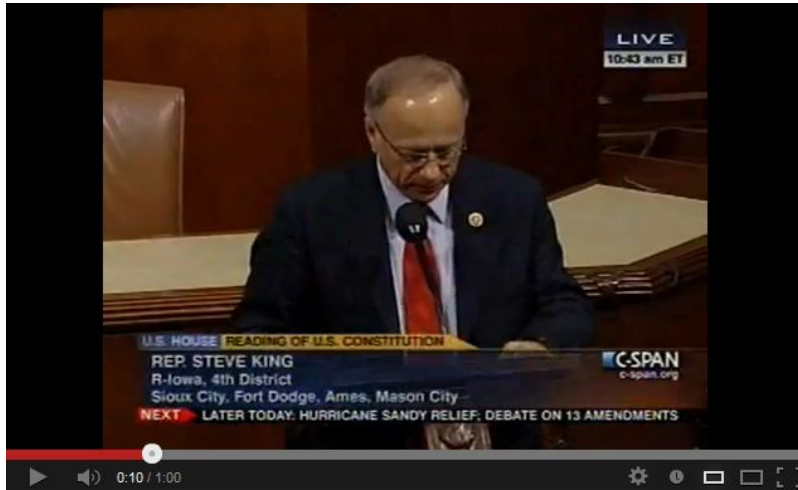 LIVE
10:43 am ET
U.S. HOUSE READING OF U.S. CONSTITUTION
REP. STEVE KING
R-Iowa, 4th District
Sioux City, Fort Dodge, Ames, Mason City
C-SPAN
c-span.org
NEXT LATER TODAY: HURRICANE SANDY RELIEF; DEBATE ON 13 AMENDMENTS
0:10 / 1:00